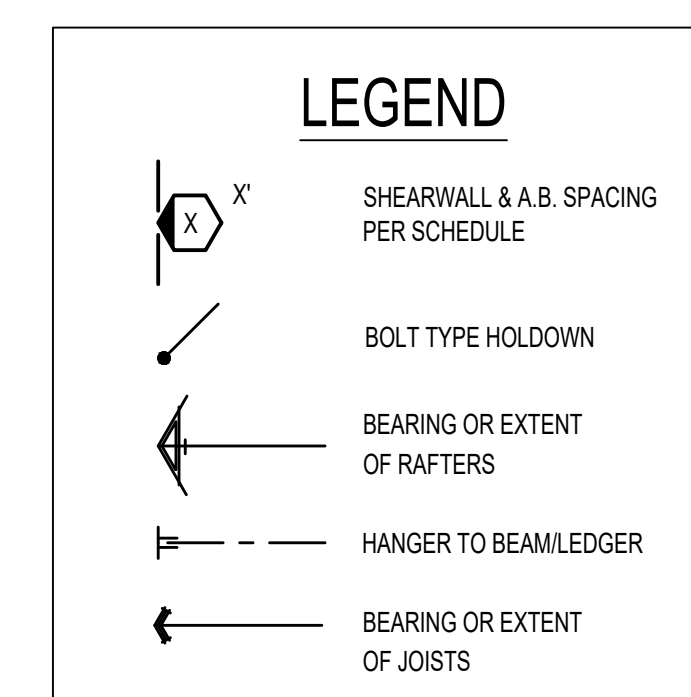 LEGEND
X X' SHEARWALL & A.B. SPACING
PER SCHEDULE
BOLT TYPE HOLDOWN
BEARING OR EXTENT
OF RAFTERS
HANGER TO BEAM/LEDGER
BEARING OR EXTENT
OF JOISTS